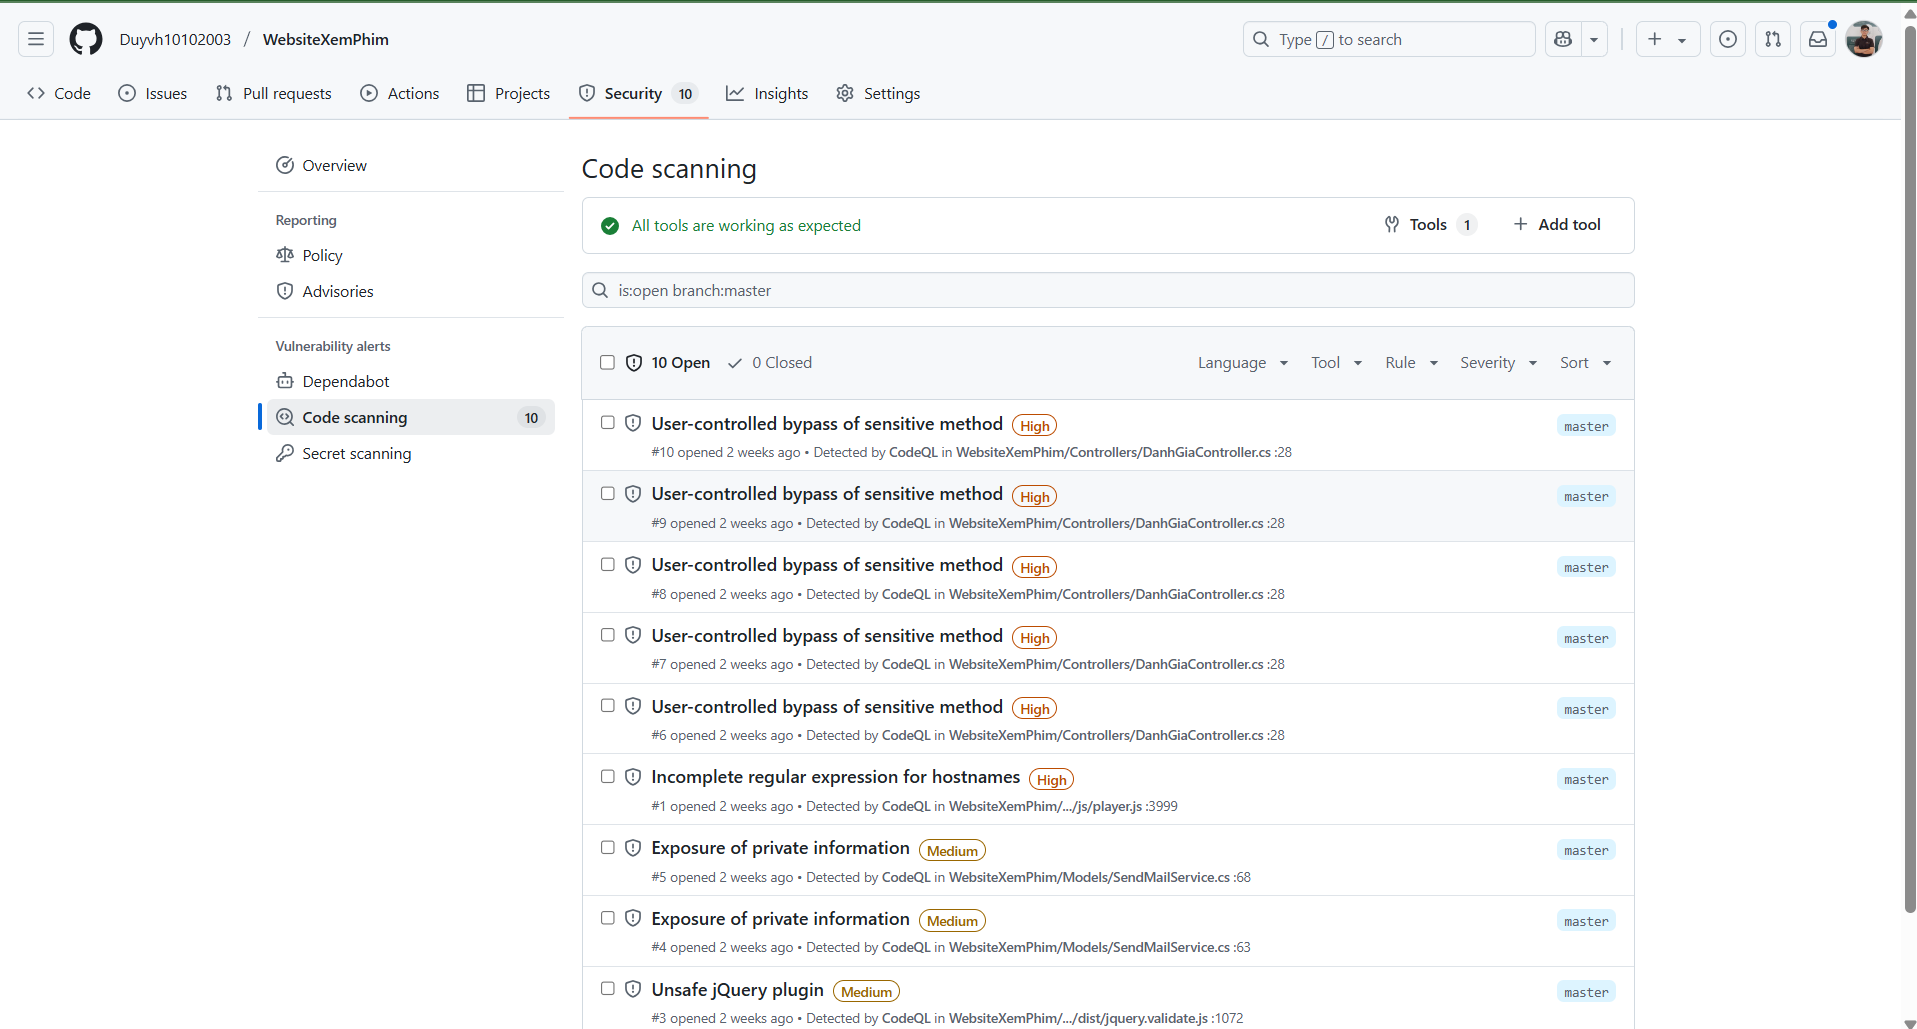 Duyvh10102003 / WebsiteXemPhim
Type / to search
Code
Issues
Pull requests
Actions
Projects
Security 10
Insights
Settings
Overview
Reporting
Policy
Advisories
Vulnerability alerts
Dependabot
Code scanning 10
Secret scanning
Code scanning
All tools are working as expected
Tools 1
Add tool
is:open branch:master
10 Open
0 Closed
Language
Tool
Rule
Severity
Sort
User-controlled bypass of sensitive method High master
#10 opened 2 weeks ago • Detected by CodeQL in WebsiteXemPhim/Controllers/DanhGiaController.cs :28
User-controlled bypass of sensitive method High master
#9 opened 2 weeks ago • Detected by CodeQL in WebsiteXemPhim/Controllers/DanhGiaController.cs :28
User-controlled bypass of sensitive method High master
#8 opened 2 weeks ago • Detected by CodeQL in WebsiteXemPhim/Controllers/DanhGiaController.cs :28
User-controlled bypass of sensitive method High master
#7 opened 2 weeks ago • Detected by CodeQL in WebsiteXemPhim/Controllers/DanhGiaController.cs :28
User-controlled bypass of sensitive method High master
#6 opened 2 weeks ago • Detected by CodeQL in WebsiteXemPhim/Controllers/DanhGiaController.cs :28
Incomplete regular expression for hostnames High master
#1 opened 2 weeks ago • Detected by CodeQL in WebsiteXemPhim/.../js/player.js :3999
Exposure of private information Medium master
#5 opened 2 weeks ago • Detected by CodeQL in WebsiteXemPhim/Models/SendMailService.cs :68
Exposure of private information Medium master
#4 opened 2 weeks ago • Detected by CodeQL in WebsiteXemPhim/Models/SendMailService.cs :63
Unsafe jQuery plugin Medium master
#3 opened 2 weeks ago • Detected by CodeQL in WebsiteXemPhim/.../dist/jquery.validate.js :1072